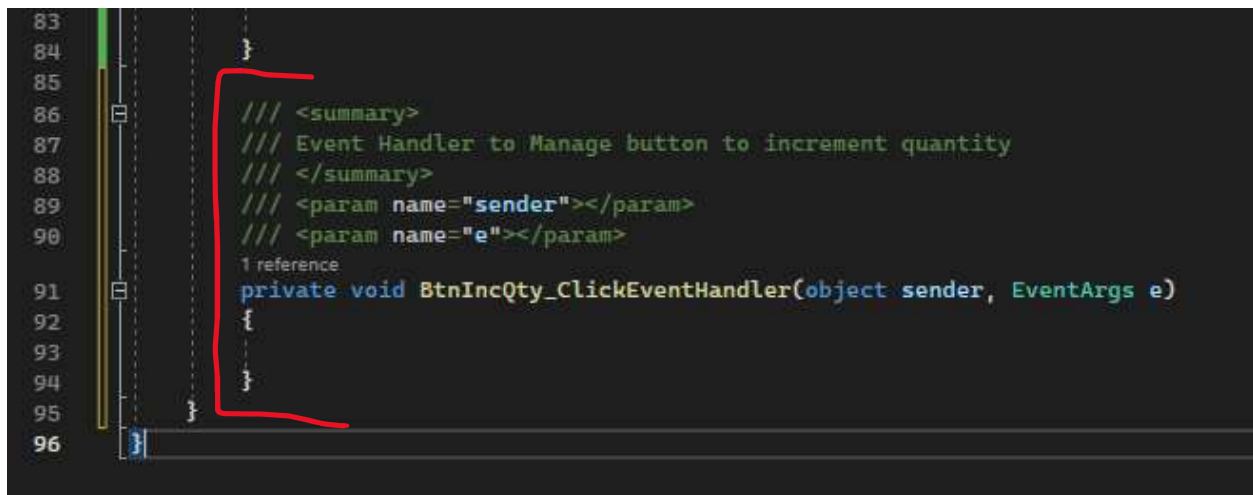 83
84 }
85
86 /// <summary>
87 /// Event Handler to Manage button to increment quantity
88 /// </summary>
89 /// <param name="sender"></param>
90 /// <param name="e"></param>
1 reference
91 private void BtnIncQty_ClickEventHandler(object sender, EventArgs e)
92 {
93
94 }
95 }
96 }